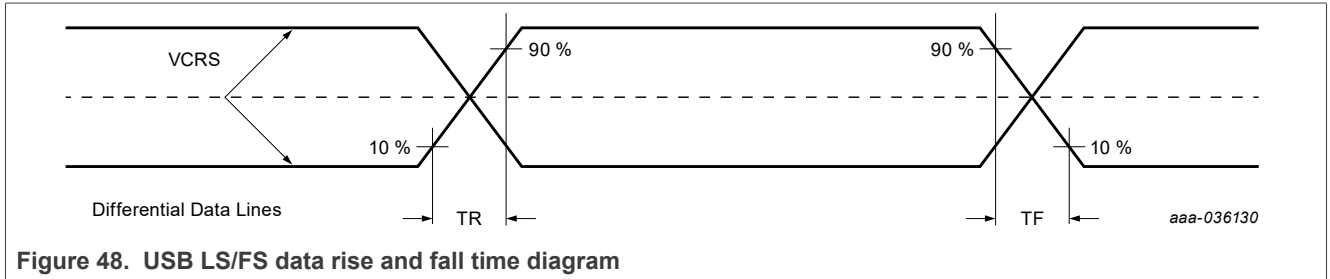 VCRS
90 %
90 %
10 %
10 %
Differential Data Lines
TR
TF
aaa-036130
Figure 48. USB LS/FS data rise and fall time diagram